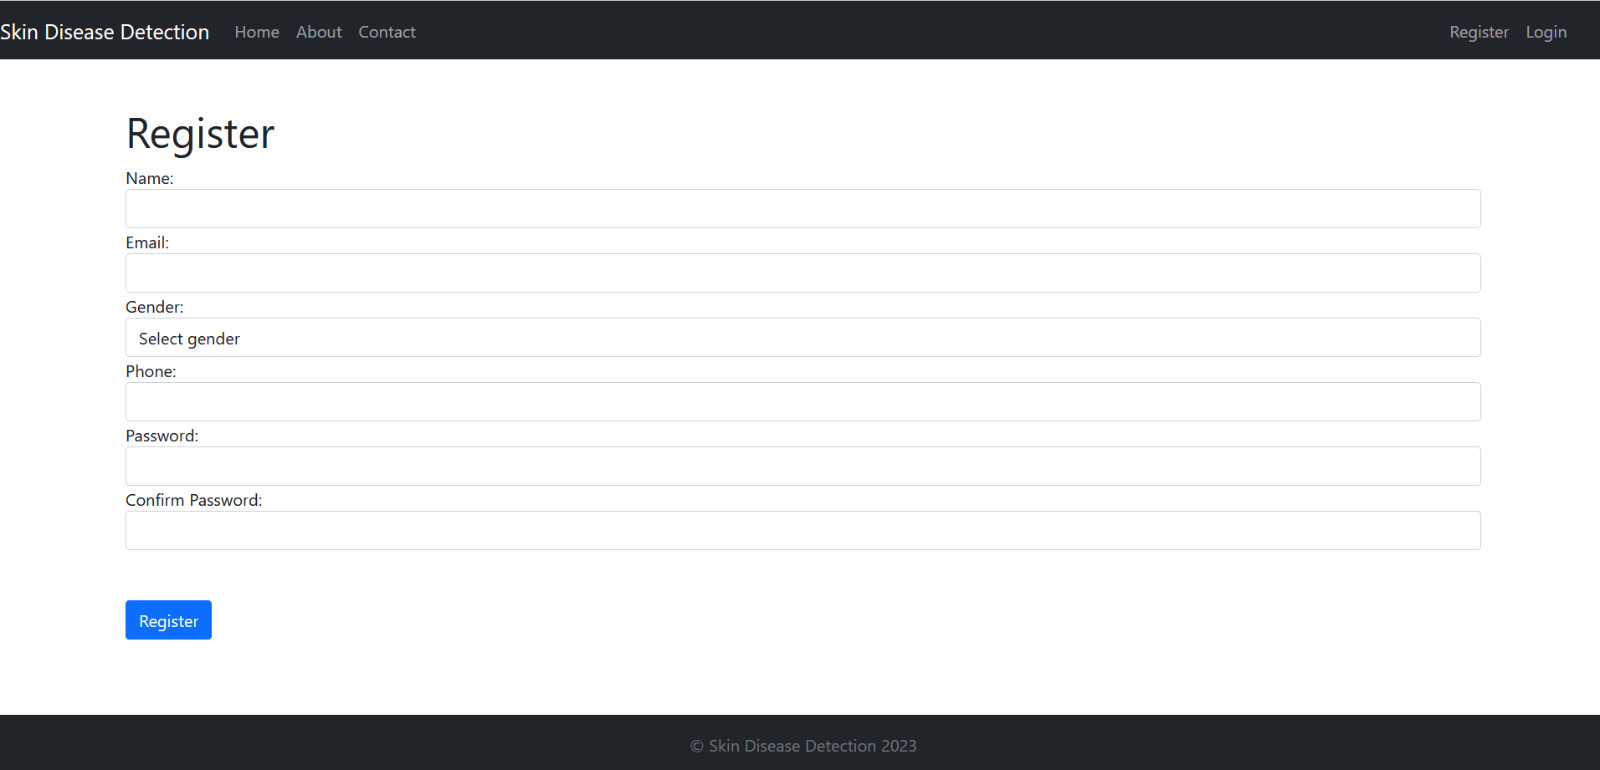 Skin Disease Detection Home About Contact Register Login
Register
Name:
Email:
Gender:
Select gender
Phone:
Password:
Confirm Password:
Register
© Skin Disease Detection 2023